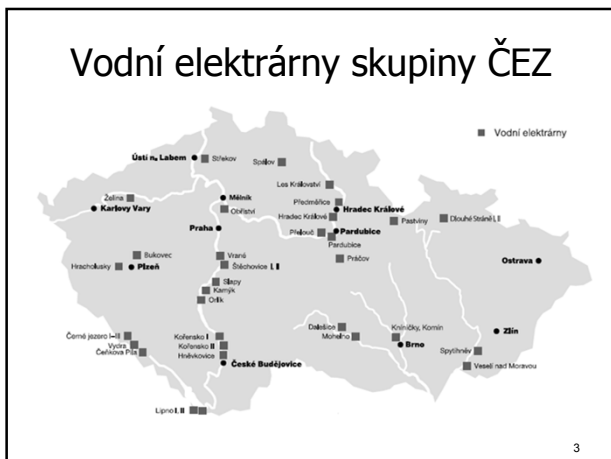 Vodní elektrárny skupiny ČEZ
Vodní elektrárny
Ústí n. Labem
Střekov
Spálov
Les Království
Želina
Mělník
Předměřice
Karlovy Vary
Obříství
Hradec Králové
Hradec Králové
Pastviny
Dlouhé Stráně I, II
Praha
Přelouč
Pardubice
Pardubice
Bukovec
Vrané
Práčov
Hracholusky
Plzeň
Štěchovice I, II
Ostrava
Slapy
Kamýk
Orlík
Dalešice
Kníničky, Komín
Zlín
Černé jezero I–III
Kořensko I
Mohelno
Brno
Vydra
Kořensko II
Spytihněv
Čeňkova Pila
Hněvkovice
České Budějovice
Veselí nad Moravou
Lipno I, II
3